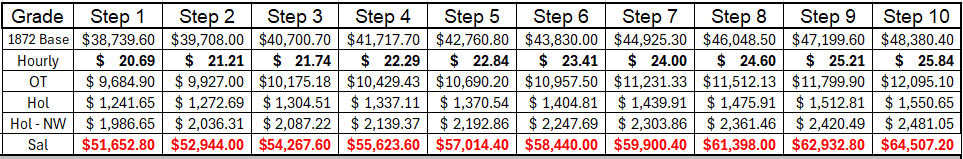 Grade Step 1 Step 2 Step 3 Step 4 Step 5 Step 6 Step 7 Step 8 Step 9 Step 10
1872 Base $38,739.60 $39,708.00 $40,700.70 $41,717.70 $42,760.80 $43,830.00 $44,925.30 $46,048.50 $47,199.60 $48,380.40
Hourly $ 20.69 $ 21.21 $ 21.74 $ 22.29 $ 22.84 $ 23.41 $ 24.00 $ 24.60 $ 25.21 $ 25.84
OT $ 9,684.90 $ 9,927.00 $10,175.18 $10,429.43 $10,690.20 $10,957.50 $11,231.33 $11,512.13 $11,799.90 $12,095.10
Hol $ 1,241.65 $ 1,272.69 $ 1,304.51 $ 1,337.11 $ 1,370.54 $ 1,404.81 $ 1,439.91 $ 1,475.91 $ 1,512.81 $ 1,550.65
Hol - NW $ 1,986.65 $ 2,036.31 $ 2,087.22 $ 2,139.37 $ 2,192.86 $ 2,247.69 $ 2,303.86 $ 2,361.46 $ 2,420.49 $ 2,481.05
Sal $51,652.80 $52,944.00 $54,267.60 $55,623.60 $57,014.40 $58,440.00 $59,900.40 $61,398.00 $62,932.80 $64,507.20